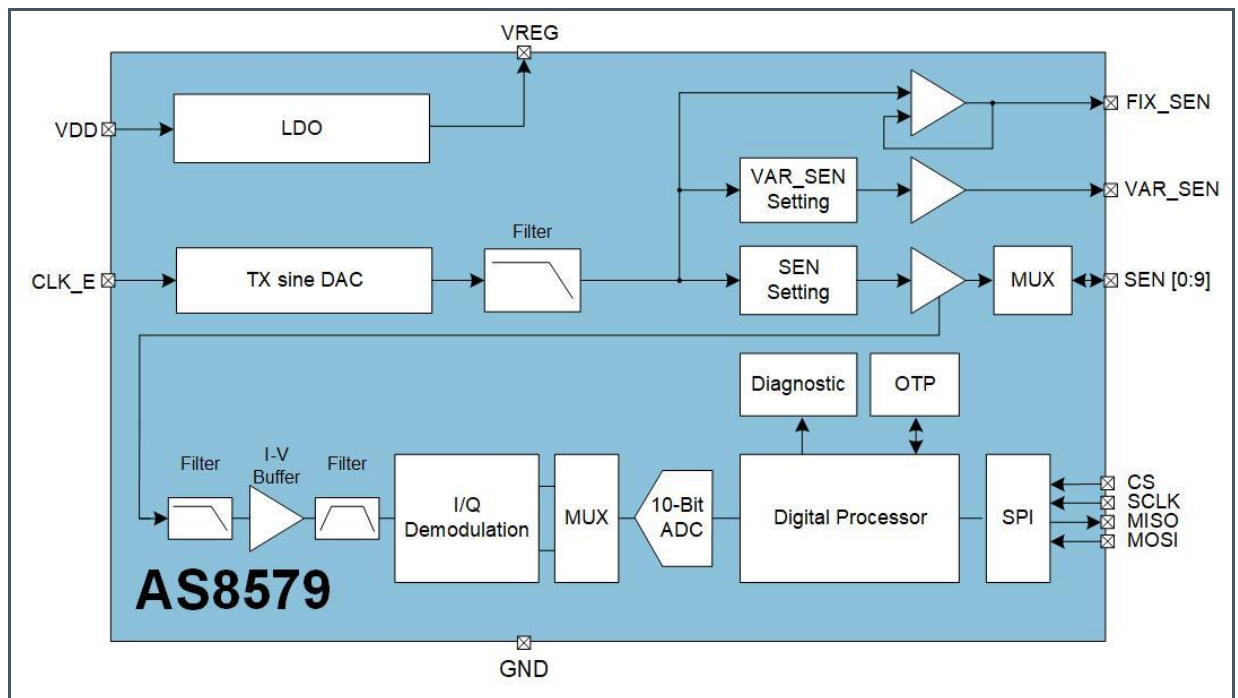 VREG
VDD
LDO
FIX_SEN
VAR_SEN
Setting
VAR_SEN
CLK_E
TX sine DAC
Filter
SEN
Setting
MUX
SEN [0:9]
Diagnostic
OTP
Filter
I-V
Buffer
Filter
I/Q
Demodulation
MUX
10-Bit
ADC
Digital Processor
SPI
CS
SCLK
MISO
MOSI
AS8579
GND